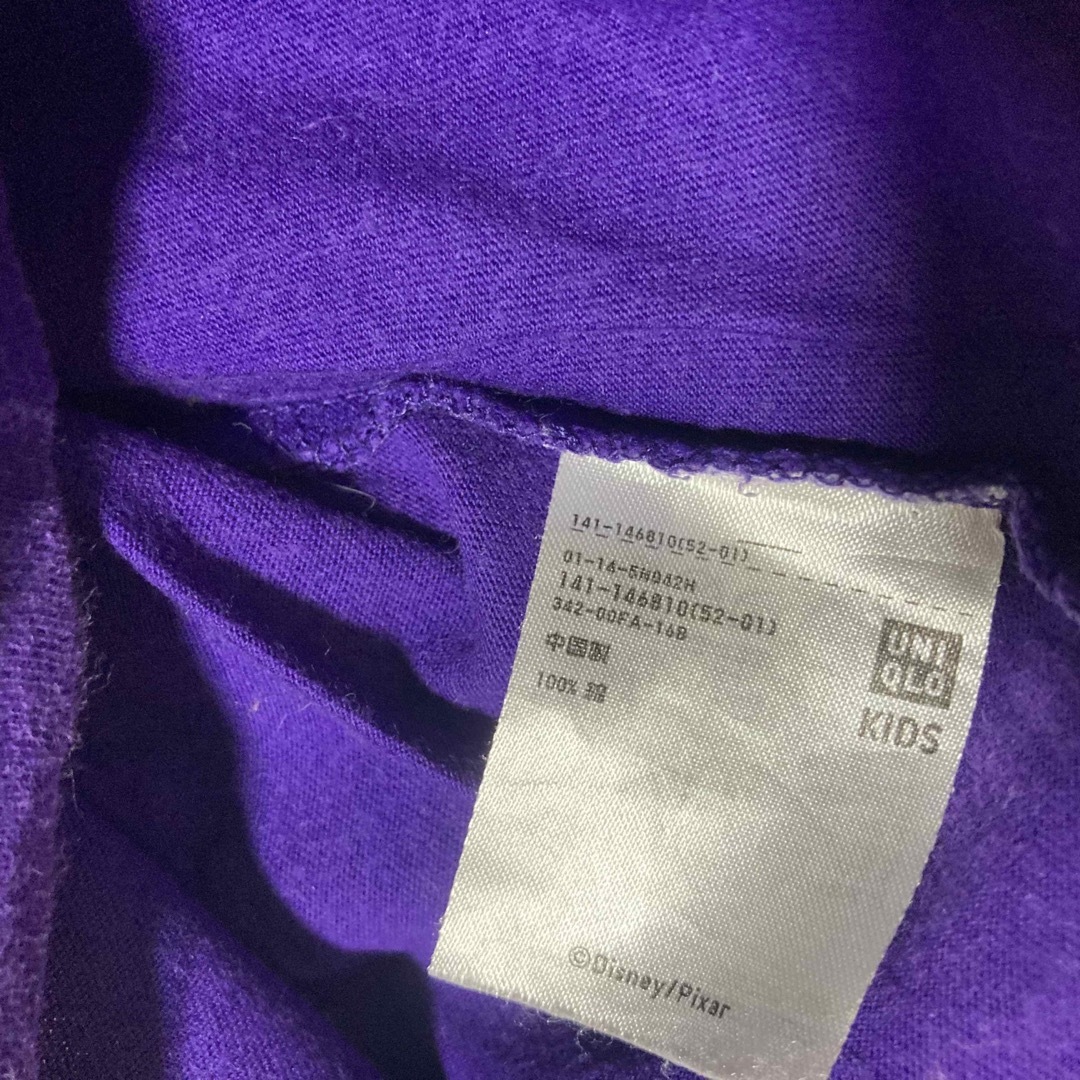 141-146810(52-01)
01-14-5N042H
141-146810(52-01)
342-00FA-16B
中国製
100% 綿
UNI
QLO
KIDS
©Disney/Pixar